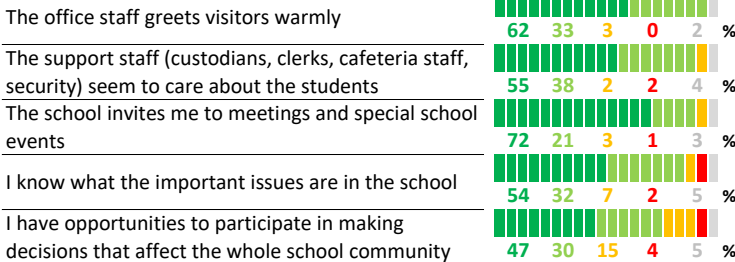 The office staff greets visitors warmly
62 33 3 0 2 %
The support staff (custodians, clerks, cafeteria staff,
security) seem to care about the students
55 38 2 2 4 %
The school invites me to meetings and special school
events
72 21 3 1 3 %
I know what the important issues are in the school
54 32 7 2 5 %
I have opportunities to participate in making
decisions that affect the whole school community
47 30 15 4 5 %